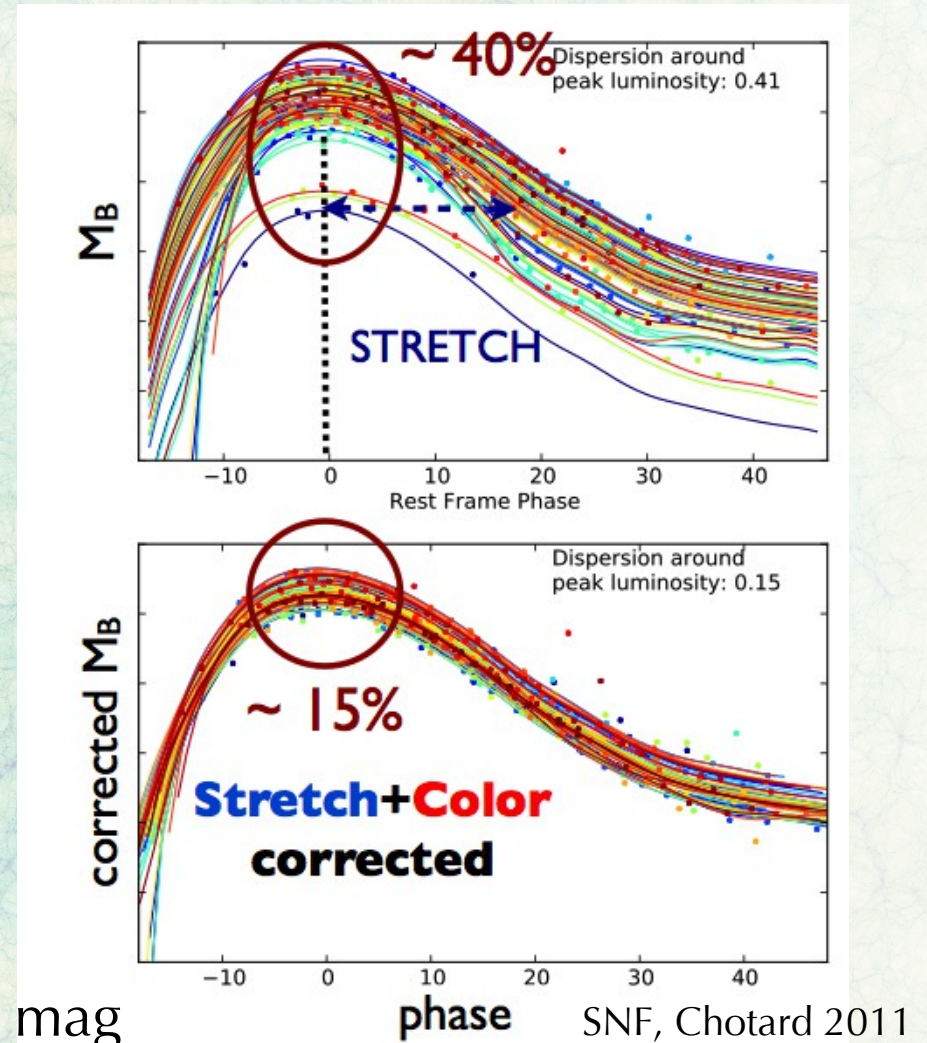 ~ 40%
Dispersion around
peak luminosity: 0.41
M_B
STRETCH
−10 0 10 20 30 40
Rest Frame Phase
Dispersion around
peak luminosity: 0.15
corrected M_B
~ 15%
Stretch+Color
corrected
−10 0 10 20 30 40
phase
mag
SNF, Chotard 2011